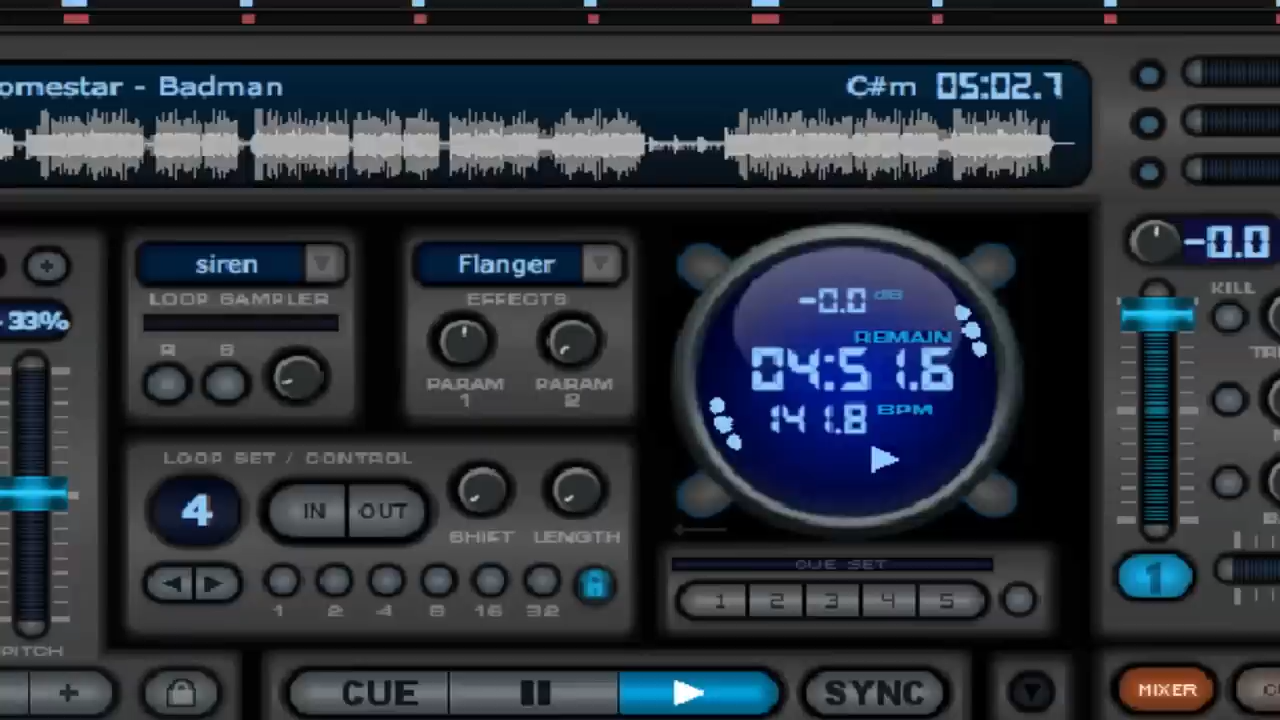 omestar - Badman C#m 05:02.7
siren Flanger -0.0 dB -0.0
LOOP SAMPLER EFFECTS KILL
33% REMAIN
04:51.6
PARAM 1 PARAM 2 141.8 BPM
LOOP SET / CONTROL
4 IN OUT
SHIFT LENGTH
CUE SET
1 2 4 8 16 32 1 2 3 4 5 1
PITCH
+ CUE SYNC MIXER